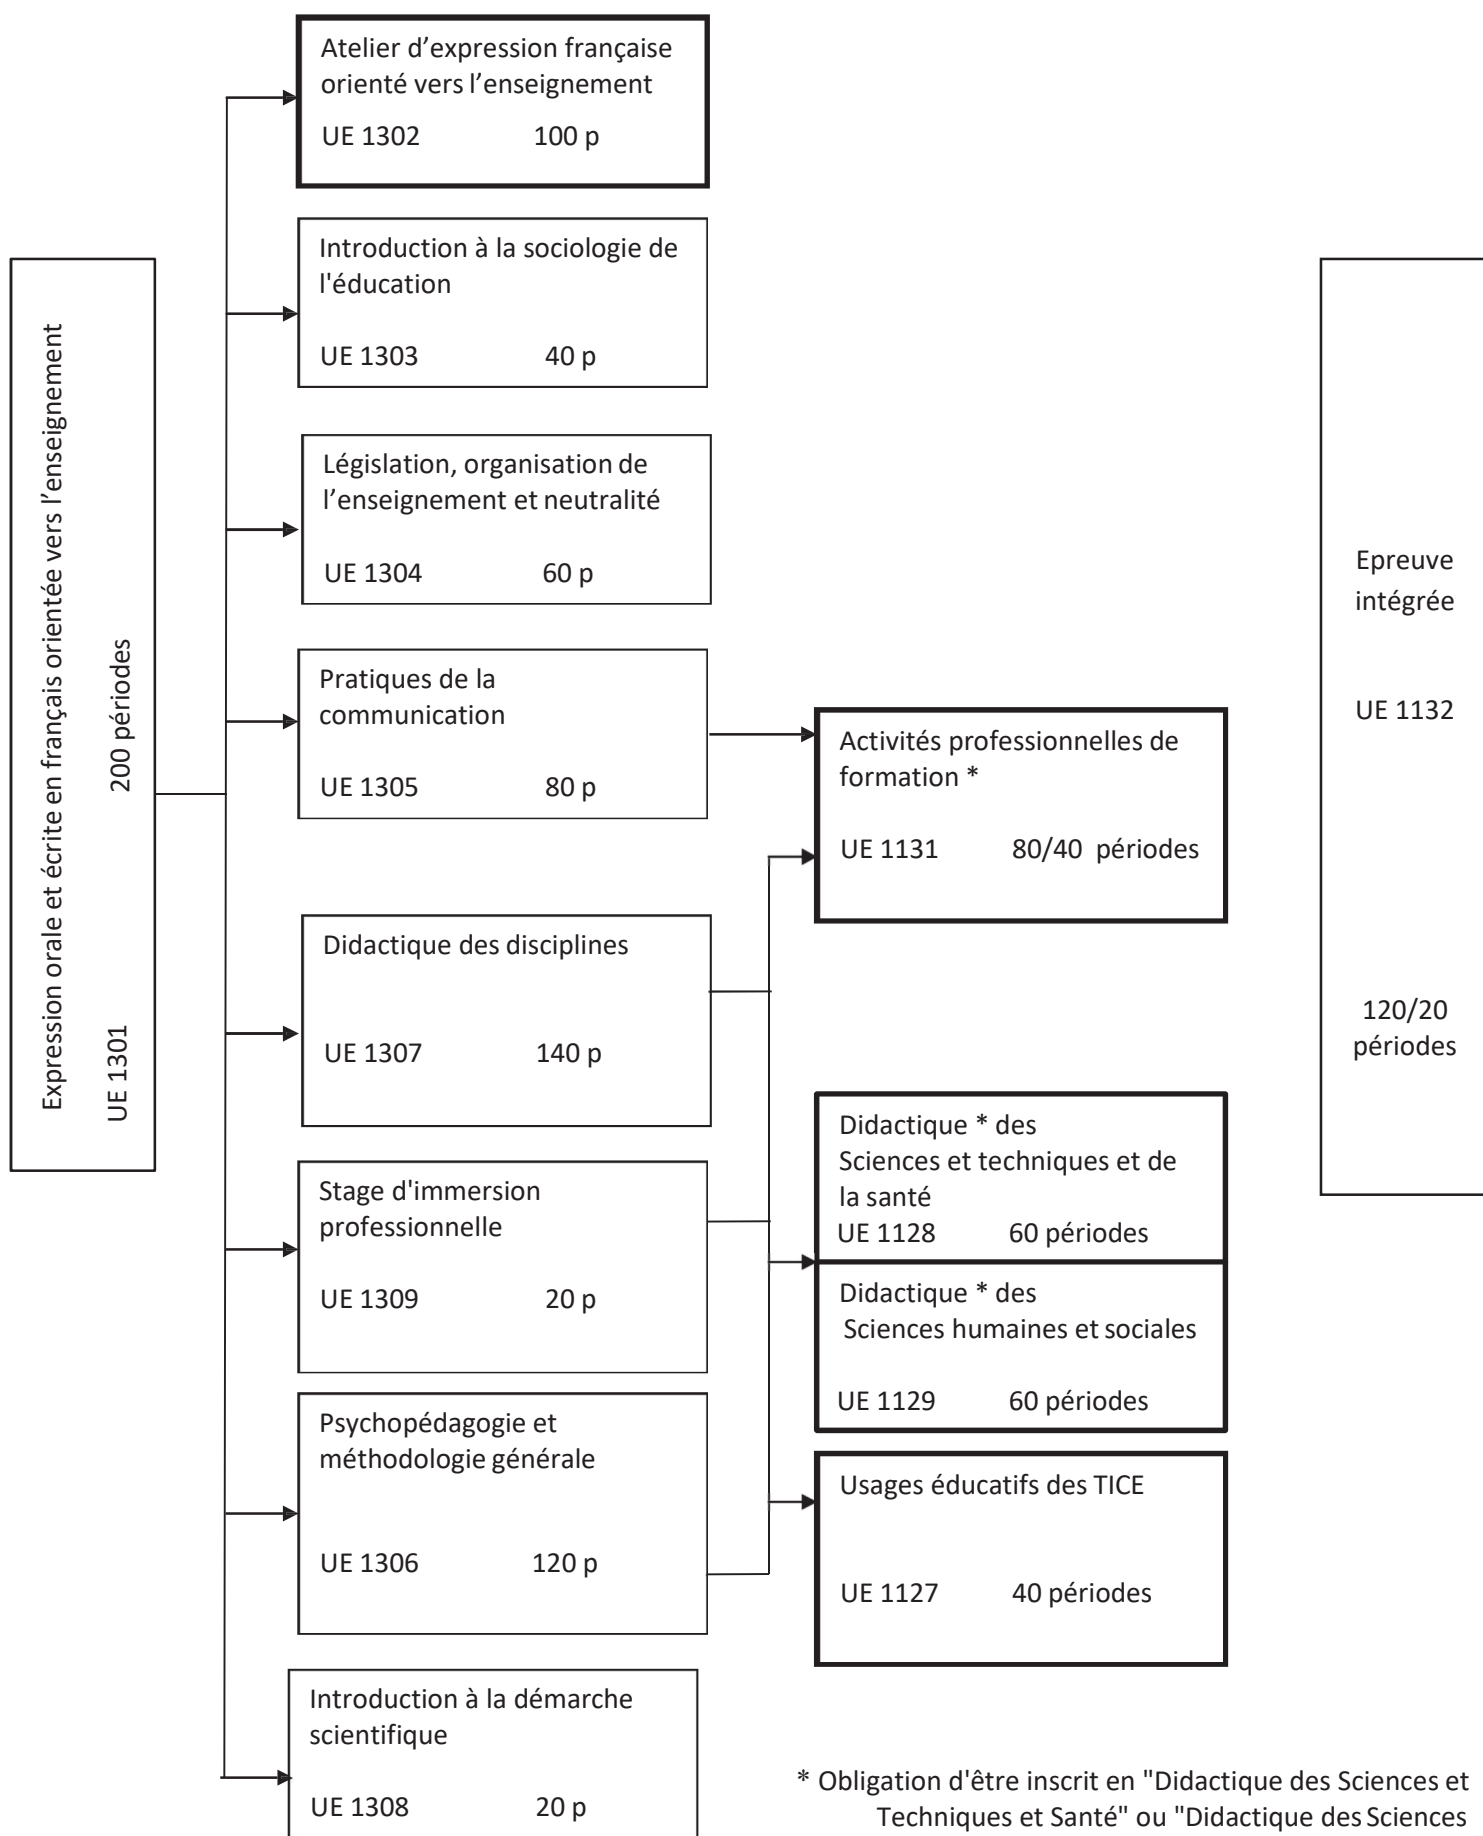 Expression orale et écrite en français orientée vers l'enseignement
UE 1301 200 périodes
Atelier d'expression française
orienté vers l'enseignement
UE 1302 100 p
Introduction à la sociologie de
l'éducation
UE 1303 40 p
Législation, organisation de
l'enseignement et neutralité
UE 1304 60 p
Pratiques de la
communication
UE 1305 80 p
Didactique des disciplines
UE 1307 140 p
Stage d'immersion
professionnelle
UE 1309 20 p
Psychopédagogie et
méthodologie générale
UE 1306 120 p
Introduction à la démarche
scientifique
UE 1308 20 p
Activités professionnelles de
formation *
UE 1131 80/40 périodes
Didactique * des
Sciences et techniques et de
la santé
UE 1128 60 périodes
Didactique * des
Sciences humaines et sociales
UE 1129 60 périodes
Usages éducatifs des TICE
UE 1127 40 périodes
Epreuve
intégrée
UE 1132
120/20
périodes
* Obligation d'être inscrit en "Didactique des Sciences et
Techniques et Santé" ou "Didactique des Sciences